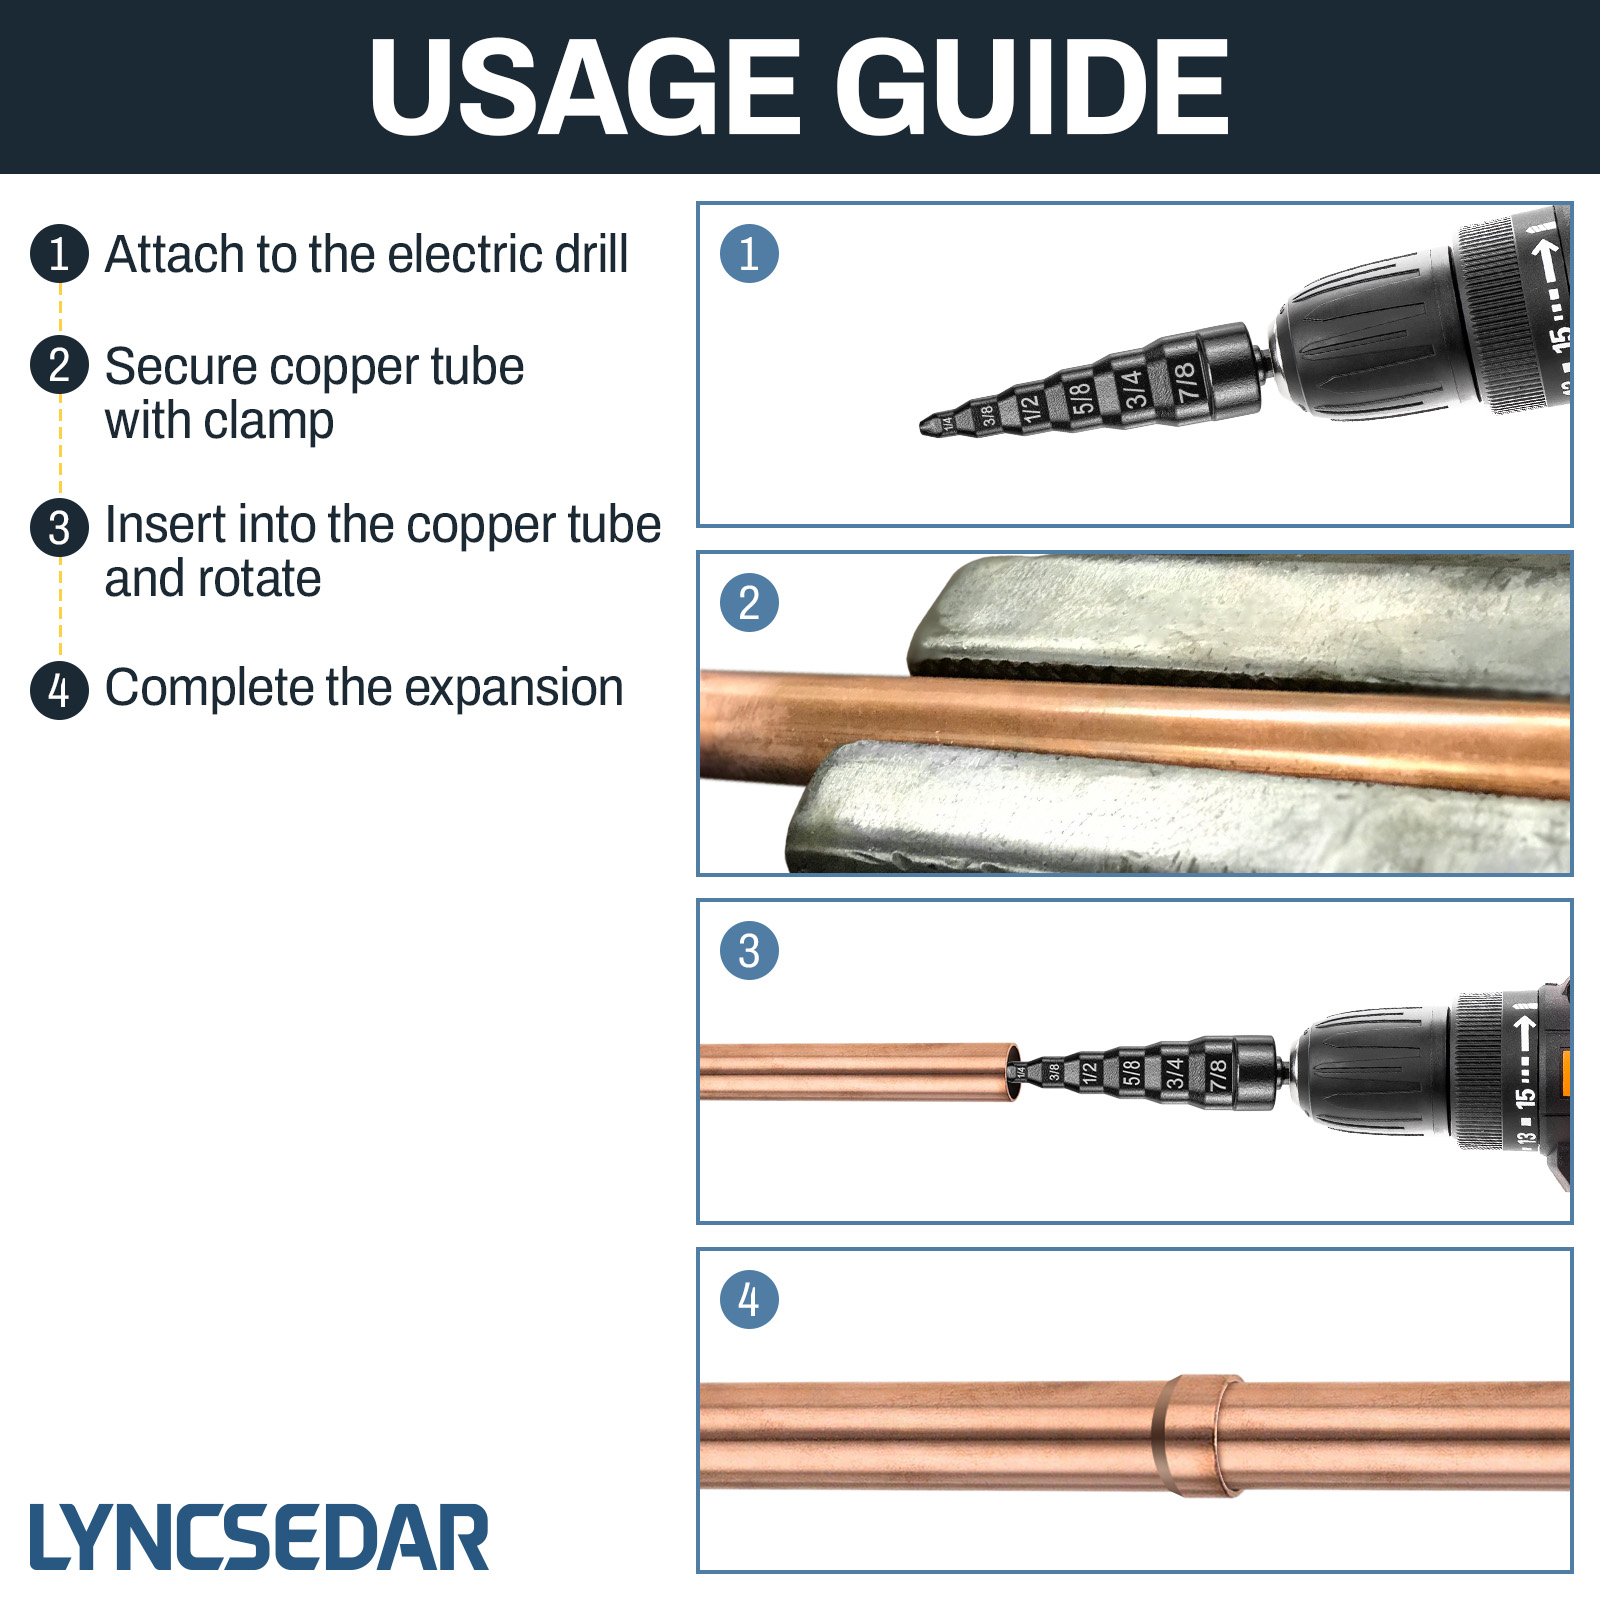 USAGE GUIDE
1 Attach to the electric drill
2 Secure copper tube
with clamp
3 Insert into the copper tube
and rotate
4 Complete the expansion
1
1/4 3/8 1/2 5/8 3/4 7/8
15
2
3
1/4 3/8 1/2 5/8 3/4 7/8
13 15
4
LYNCSEDAR